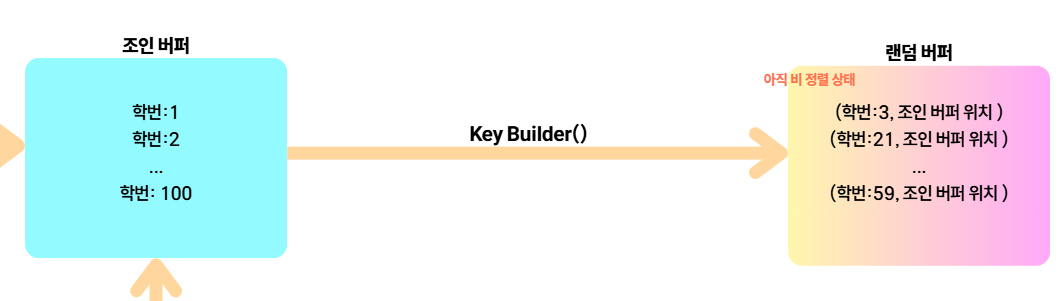 조인 버퍼
학번:1
학번:2
...
학번: 100
Key Builder()
랜덤 버퍼
아직 비 정렬 상태
(학번:3, 조인 버퍼 위치 )
(학번:21, 조인 버퍼 위치 )
...
(학번:59, 조인 버퍼 위치 )